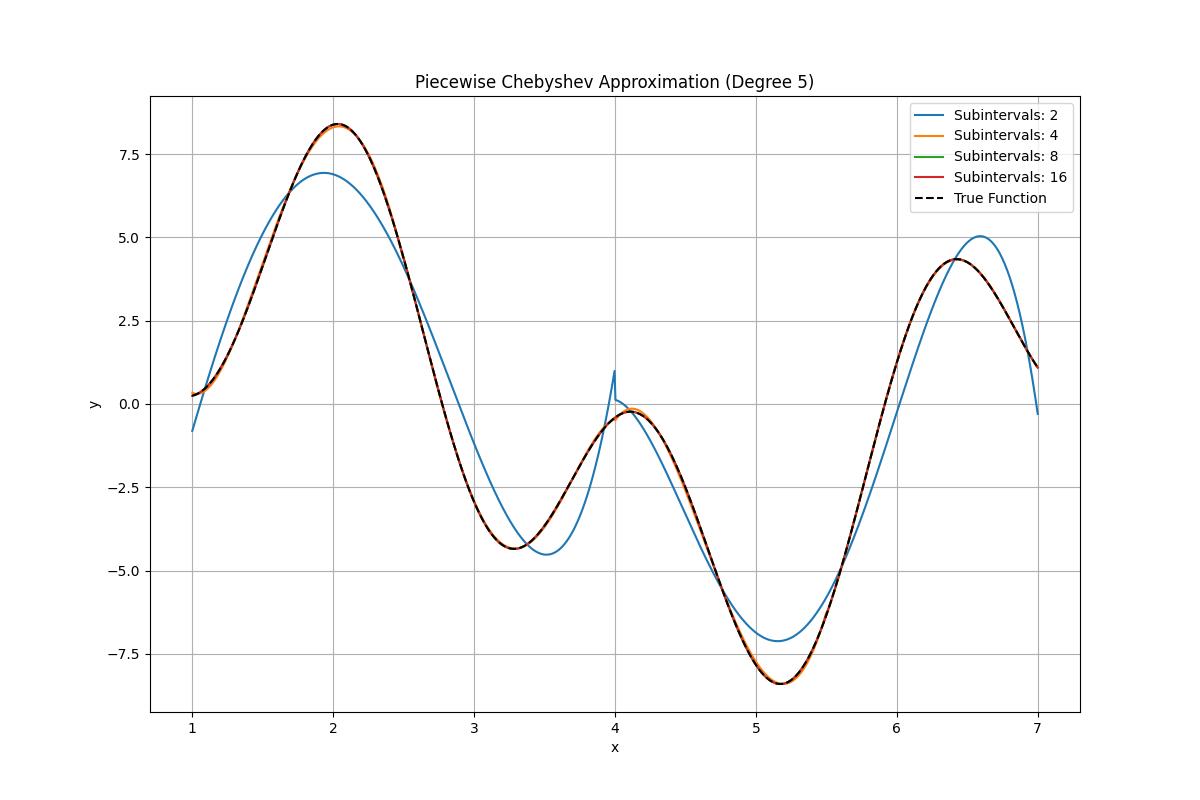 Piecewise Chebyshev Approximation (Degree 5)
Subintervals: 2
Subintervals: 4
Subintervals: 8
Subintervals: 16
True Function
7.5
5.0
2.5
0.0
−2.5
−5.0
−7.5
y
1 2 3 4 5 6 7
x